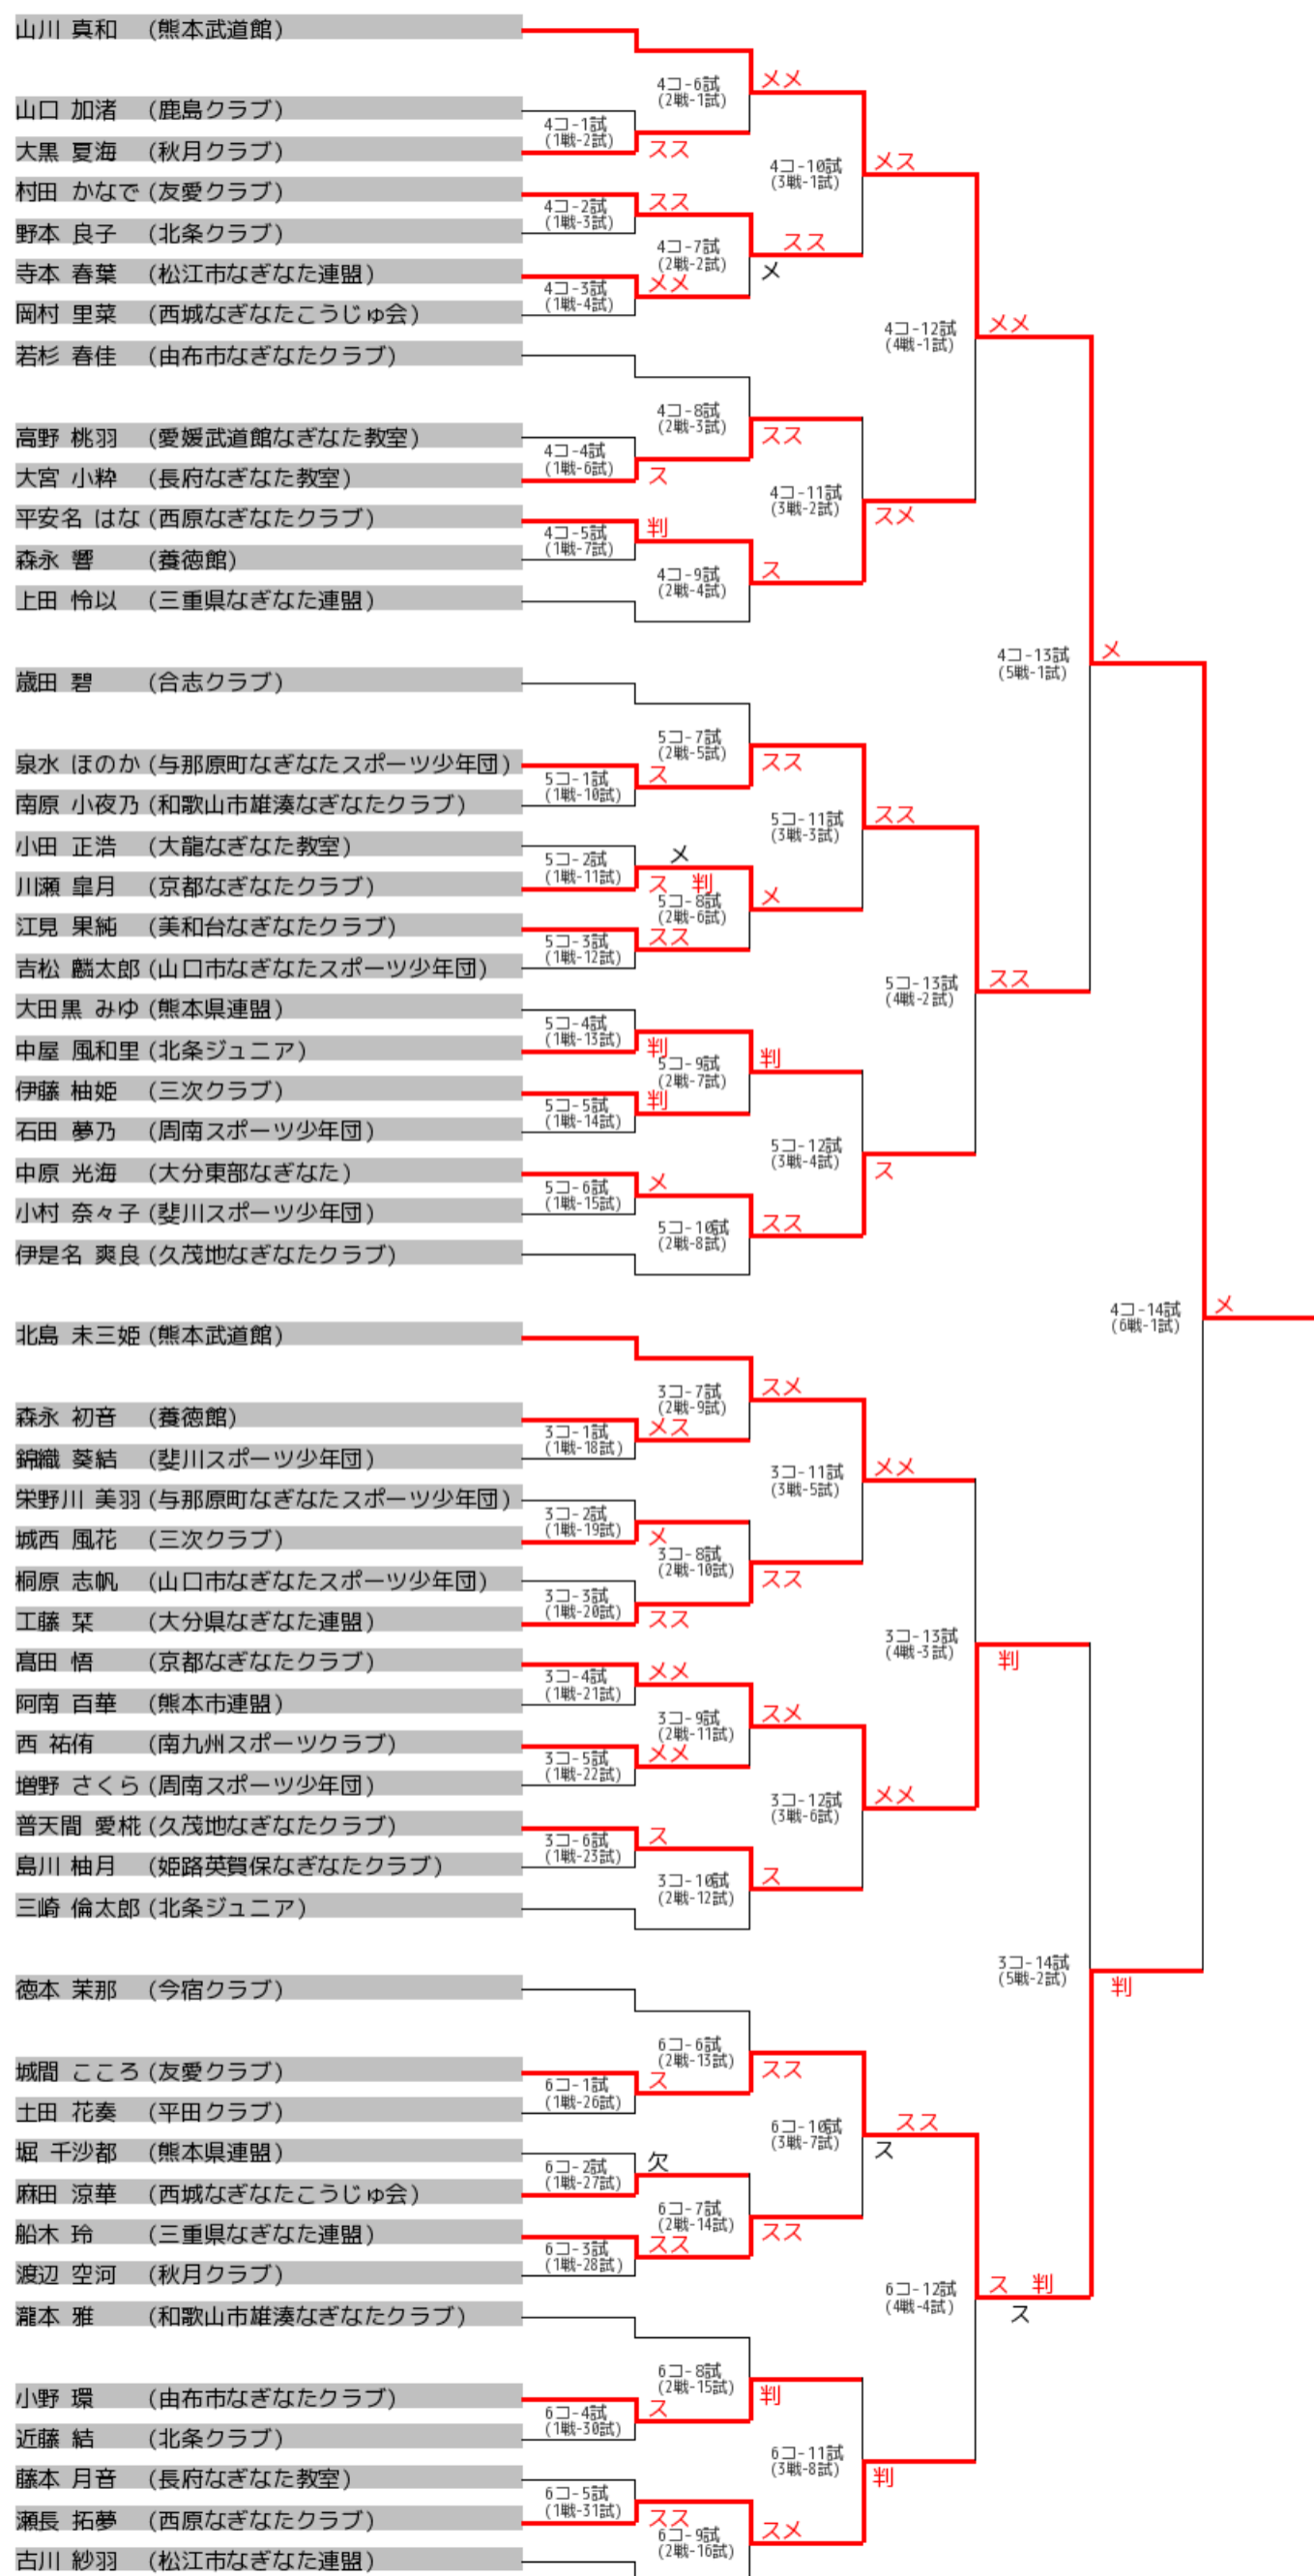 山川 真和 (熊本武道館)
メメ
4コ-6試
(2戦-1試)
山口 加渚 (鹿島クラブ)
4コ-1試
(1戦-2試)
大黒 夏海 (秋月クラブ)
スス
メス
4コ-10試
(3戦-1試)
村田 かなで (友愛クラブ)
スス
4コ-2試
(1戦-3試)
野本 良子 (北条クラブ)
4コ-7試
(2戦-2試)
スス
メ
寺本 春葉 (松江市なぎなた連盟)
メメ
4コ-3試
(1戦-4試)
岡村 里菜 (西城なぎなたこうじゅ会)
4コ-12試
(4戦-1試)
メメ
若杉 春佳 (由布市なぎなたクラブ)
4コ-8試
(2戦-3試)
スス
高野 桃羽 (愛媛武道館なぎなた教室)
4コ-4試
(1戦-6試)
大宮 小粋 (長府なぎなた教室)
ス
4コ-11試
(3戦-2試)
スメ
平安名 はな (西原なぎなたクラブ)
判
4コ-5試
(1戦-7試)
森永 響 (養徳館)
4コ-9試
(2戦-4試)
ス
上田 怜以 (三重県なぎなた連盟)
4コ-13試
(5戦-1試)
メ
歳田 碧 (合志クラブ)
5コ-7試
(2戦-5試)
スス
泉水 ほのか (与那原町なぎなたスポーツ少年団)
ス
5コ-1試
(1戦-10試)
南原 小夜乃 (和歌山市雄湊なぎなたクラブ)
5コ-11試
(3戦-3試)
スス
小田 正浩 (大龍なぎなた教室)
メ
5コ-2試
(1戦-11試)
川瀬 皐月 (京都なぎなたクラブ)
ス 判
5コ-8試
(2戦-6試)
メ
江見 果純 (美和台なぎなたクラブ)
スス
5コ-3試
(1戦-12試)
吉松 麟太郎 (山口市なぎなたスポーツ少年団)
5コ-13試
(4戦-2試)
スス
大田黒 みゆ (熊本県連盟)
5コ-4試
(1戦-13試)
中屋 風和里 (北条ジュニア)
判
5コ-9試
(2戦-7試)
判
伊藤 柚姫 (三次クラブ)
判
5コ-5試
(1戦-14試)
石田 夢乃 (周南スポーツ少年団)
5コ-12試
(3戦-4試)
ス
中原 光海 (大分東部なぎなた)
メ
5コ-6試
(1戦-15試)
小村 奈々子 (斐川スポーツ少年団)
5コ-10試
(2戦-8試)
スス
伊是名 爽良 (久茂地なぎなたクラブ)
4コ-14試
(6戦-1試)
メ
北島 未三姫 (熊本武道館)
3コ-7試
(2戦-9試)
スメ
森永 初音 (養徳館)
メス
3コ-1試
(1戦-18試)
錦織 葵結 (斐川スポーツ少年団)
3コ-11試
(3戦-5試)
メメ
栄野川 美羽 (与那原町なぎなたスポーツ少年団)
3コ-2試
(1戦-19試)
城西 風花 (三次クラブ)
メ
3コ-8試
(2戦-10試)
スス
桐原 志帆 (山口市なぎなたスポーツ少年団)
3コ-3試
(1戦-20試)
工藤 栞 (大分県なぎなた連盟)
スス
3コ-13試
(4戦-3試)
判
髙田 悟 (京都なぎなたクラブ)
メメ
3コ-4試
(1戦-21試)
阿南 百華 (熊本市連盟)
3コ-9試
(2戦-11試)
スメ
西 祐侑 (南九州スポーツクラブ)
メメ
3コ-5試
(1戦-22試)
増野 さくら (周南スポーツ少年団)
3コ-12試
(3戦-6試)
メメ
普天間 愛椛 (久茂地なぎなたクラブ)
ス
3コ-6試
(1戦-23試)
島川 柚月 (姫路英賀保なぎなたクラブ)
3コ-10試
(2戦-12試)
ス
三崎 倫太郎 (北条ジュニア)
3コ-14試
(5戦-2試)
判
徳本 茉那 (今宿クラブ)
6コ-6試
(2戦-13試)
スス
城間 こころ (友愛クラブ)
ス
6コ-1試
(1戦-26試)
土田 花奏 (平田クラブ)
6コ-10試
(3戦-7試)
スス
ス
堀 千沙都 (熊本県連盟)
欠
6コ-2試
(1戦-27試)
麻田 涼華 (西城なぎなたこうじゅ会)
6コ-7試
(2戦-14試)
スス
船木 玲 (三重県なぎなた連盟)
スス
6コ-3試
(1戦-28試)
渡辺 空河 (秋月クラブ)
6コ-12試
(4戦-4試)
ス 判
ス
瀧本 雅 (和歌山市雄湊なぎなたクラブ)
6コ-8試
(2戦-15試)
判
小野 環 (由布市なぎなたクラブ)
ス
6コ-4試
(1戦-30試)
近藤 結 (北条クラブ)
6コ-11試
(3戦-8試)
判
藤本 月音 (長府なぎなた教室)
6コ-5試
(1戦-31試)
瀬長 拓夢 (西原なぎなたクラブ)
スス
6コ-9試
(2戦-16試)
スメ
古川 紗羽 (松江市なぎなた連盟)